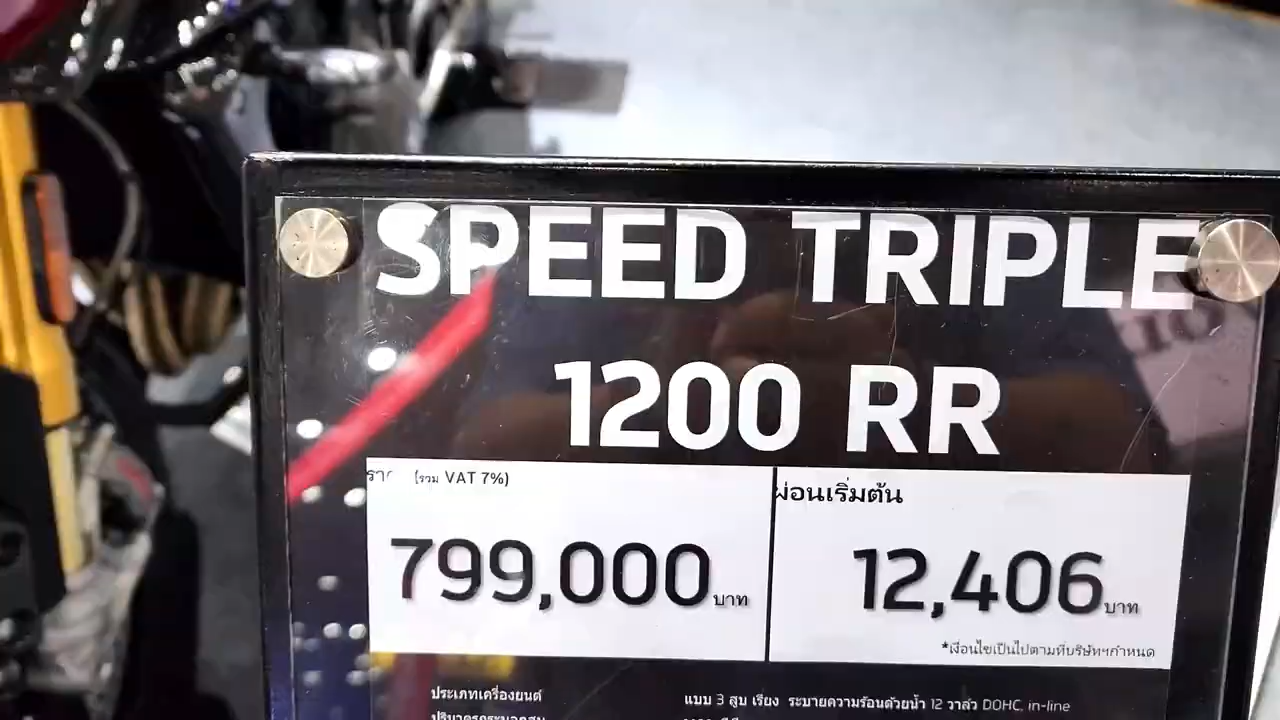 SPEED TRIPLE
1200 RR
(รวม VAT 7%)
ผ่อนเริ่มต้น
799,000 บาท
12,406 บาท
*เงื่อนไขเป็นไปตามที่บริษัทฯกำหนด
ประเภทเครื่องยนต์
แบบ 3 สูบ เรียง ระบายความร้อนด้วยน้ำ 12 วาล์ว DOHC, in-line